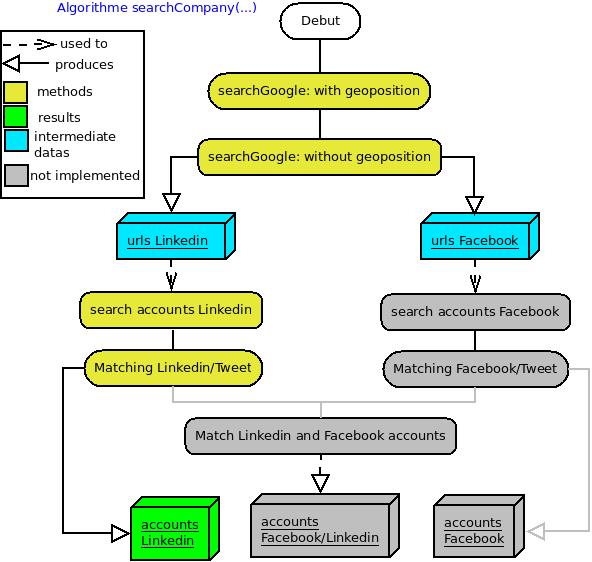 Algorithme searchCompany(...)
Debut
used to
produces
methods
results
intermediate
datas
not implemented
searchGoogle: with geoposition
searchGoogle: without geoposition
urls Linkedin
urls Facebook
search accounts Linkedin
search accounts Facebook
Matching Linkedin/Tweet
Matching Facebook/Tweet
Match Linkedin and Facebook accounts
accounts
Linkedin
accounts
Facebook/Linkedin
accounts
Facebook